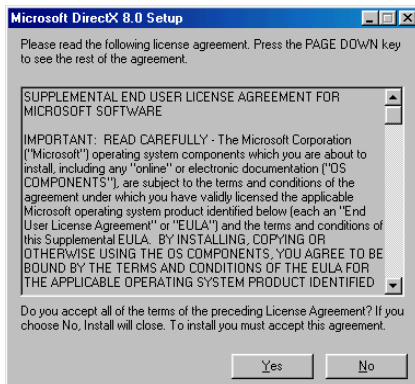 Microsoft DirectX 8.0 Setup
Please read the following license agreement. Press the PAGE DOWN key
to see the rest of the agreement.
SUPPLEMENTAL END USER LICENSE AGREEMENT FOR
MICROSOFT SOFTWARE
IMPORTANT: READ CAREFULLY - The Microsoft Corporation
("Microsoft") operating system components which you are about to
install, including any "online" or electronic documentation ("OS
COMPONENTS"), are subject to the terms and conditions of the
agreement under which you have validly licensed the applicable
Microsoft operating system product identified below (each an "End
User License Agreement" or "EULA") and the terms and conditions of
this Supplemental EULA. BY INSTALLING, COPYING OR
OTHERWISE USING THE OS COMPONENTS, YOU AGREE TO BE
BOUND BY THE TERMS AND CONDITIONS OF THE EULA FOR
THE APPLICABLE OPERATING SYSTEM PRODUCT IDENTIFIED
Do you accept all of the terms of the preceding License Agreement? If you
choose No, Install will close. To install you must accept this agreement.
Yes No